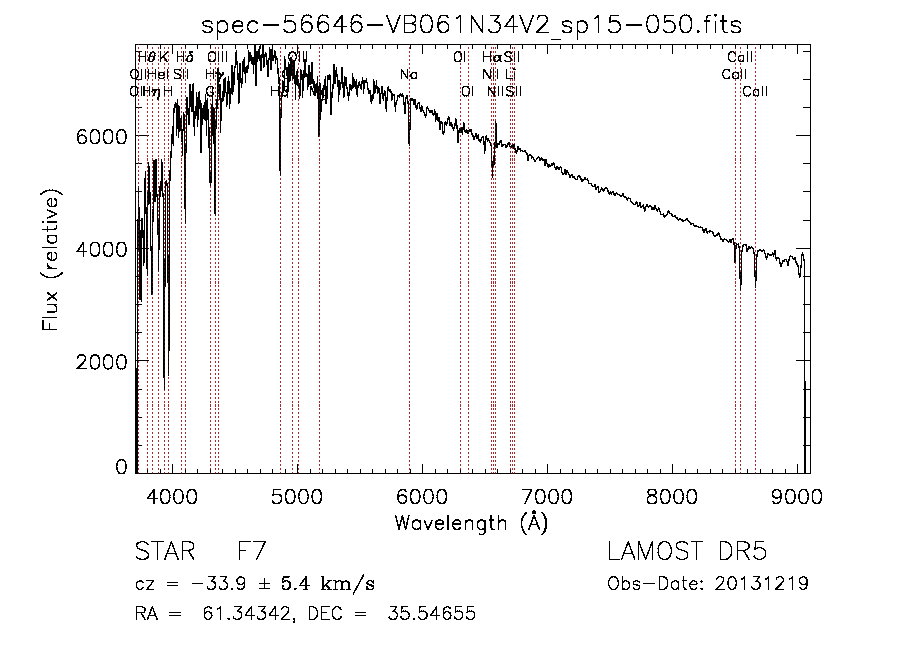 spec-56646-VB061N34V2_sp15-050.fits
Hθ K Hδ OIII OIII OI Hα SII CaII
OII HeI SII Hγ Na NII Li CaII
OII Hη H G Hβ Mg OI NII SII CaII
6000
4000
2000
0
Flux (relative)
4000 5000 6000 7000 8000 9000
Wavelength (Å)
STAR F7 LAMOST DR5
cz = −33.9 ± 5.4 km/s Obs-Date: 20131219
RA = 61.34342, DEC = 35.54655